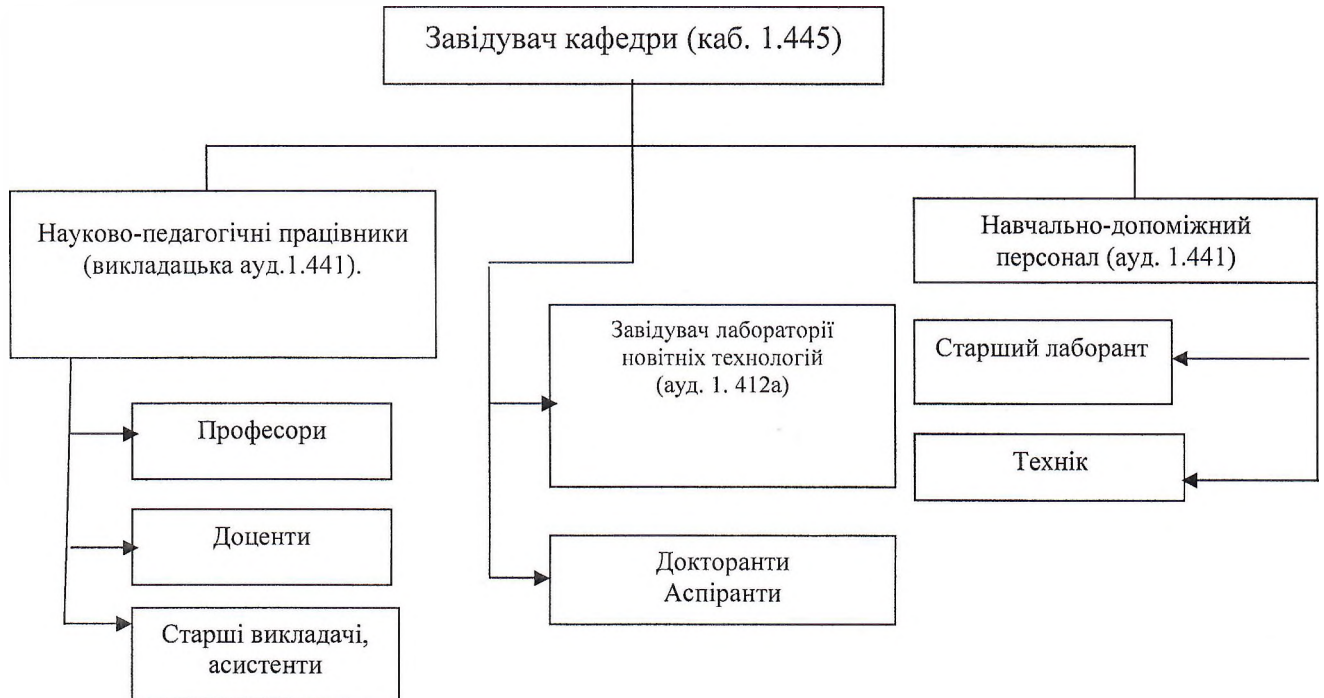 Завідувач кафедри (каб. 1.445)
Науково-педагогічні працівники
(викладацька ауд.1.441).
Професори
Доценти
Старші викладачі,
асистенти
Завідувач лабораторії
новітніх технологій
(ауд. 1. 412а)
Докторанти
Аспіранти
Навчально-допоміжний
персонал (ауд. 1.441)
Старший лаборант
Технік